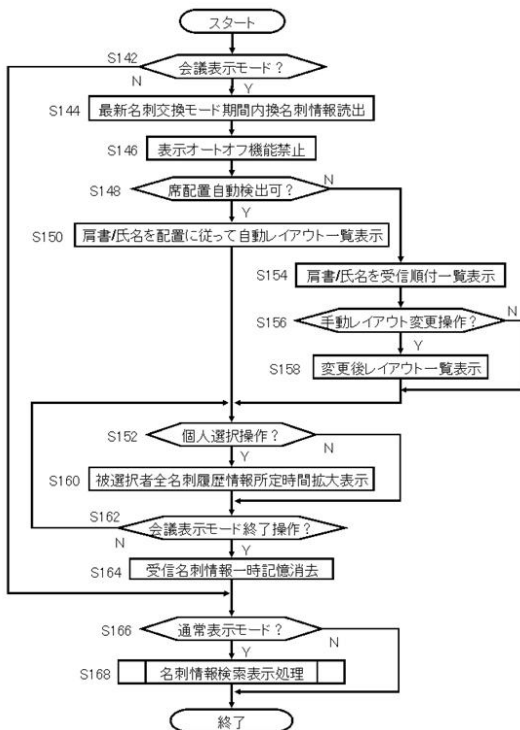 スタート
S142
会議表示モード?
N
Y
S144
最新名刺交換モード期間内換名刺情報読出
S146
表示オートオフ機能禁止
S148
席配置自動検出可?
N
Y
S150
肩書/氏名を配置に従って自動レイアウト一覧表示
S154
肩書/氏名を受信順付一覧表示
S156
手動レイアウト変更操作?
N
Y
S158
変更後レイアウト一覧表示
S152
個人選択操作?
N
Y
S160
被選択者全名刺履歴情報所定時間拡大表示
S162
会議表示モード終了操作?
N
Y
S164
受信名刺情報一時記憶消去
S166
通常表示モード?
N
Y
S168
名刺情報検索表示処理
終了